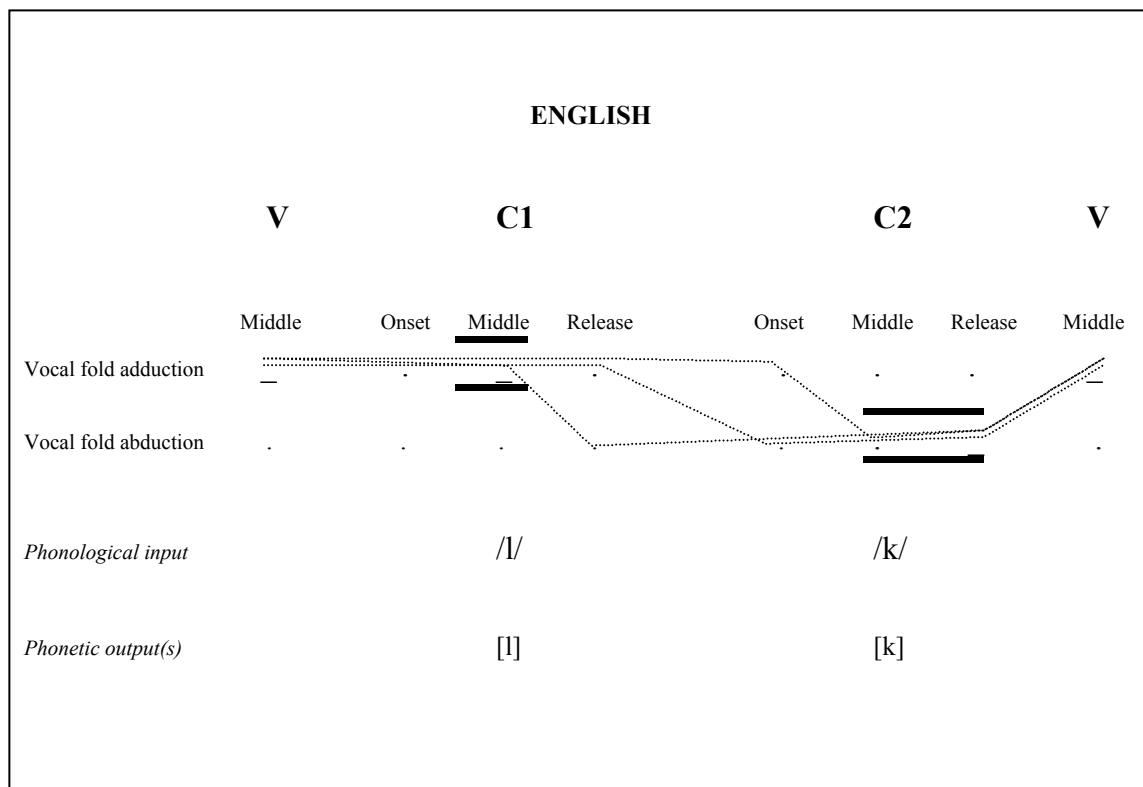 ENGLISH
V C1 C2 V
Middle Onset Middle Release Onset Middle Release Middle
Vocal fold adduction
Vocal fold abduction
Phonological input /l/ /k/
Phonetic output(s) [l] [k]